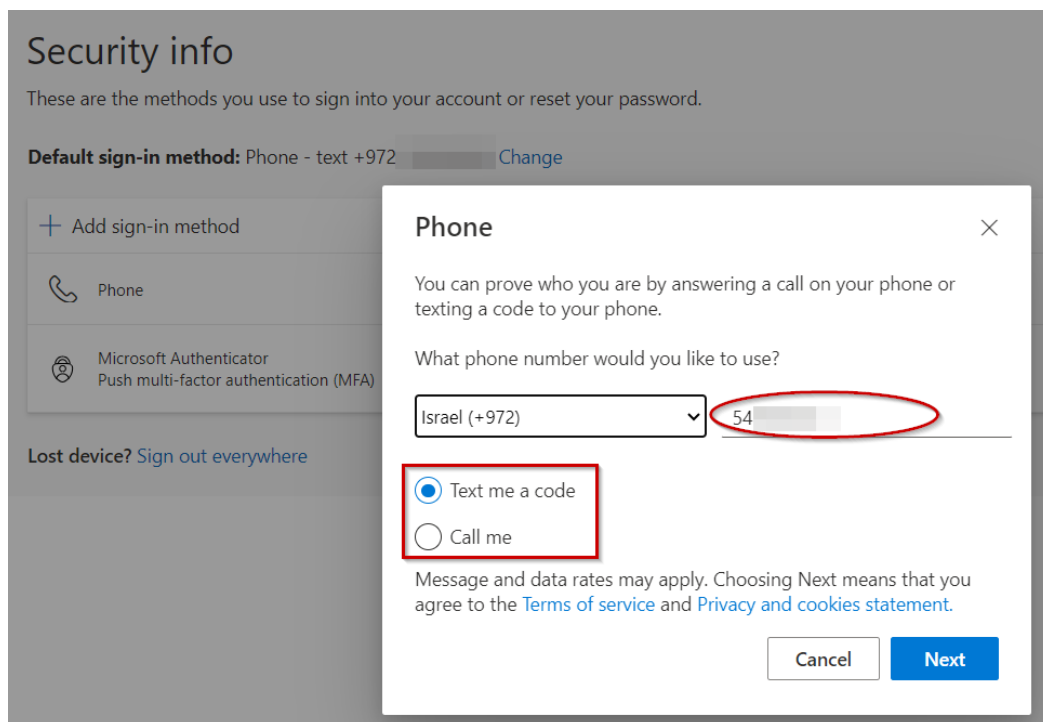 Security info
These are the methods you use to sign into your account or reset your password.
Default sign-in method: Phone - text +972 Change
Add sign-in method
Phone
Microsoft Authenticator
Push multi-factor authentication (MFA)
Lost device? Sign out everywhere
Phone
You can prove who you are by answering a call on your phone or
texting a code to your phone.
What phone number would you like to use?
Israel (+972) 54
Text me a code
Call me
Message and data rates may apply. Choosing Next means that you
agree to the Terms of service and Privacy and cookies statement.
Cancel Next